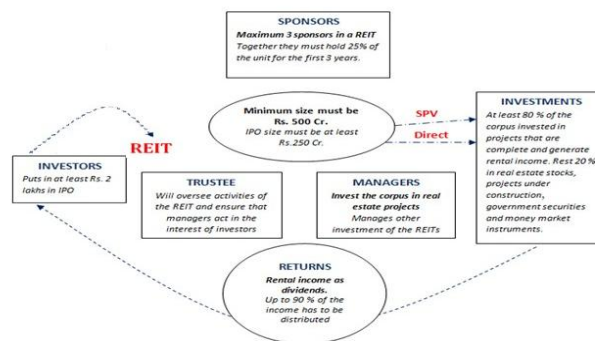 SPONSORS
Maximum 3 sponsors in a REIT
Together they must hold 25% of
the unit for the first 3 years.
Minimum size must be
Rs. 500 Cr.
IPO size must be at least
Rs.250 Cr.
SPV
Direct
INVESTMENTS
At least 80 % of the
corpus invested in
projects that are
complete and generate
rental income. Rest 20 %
in real estate stocks,
projects under
construction,
government securities
and money market
instruments.
REIT
INVESTORS
Puts in at least Rs. 2
lakhs in IPO
TRUSTEE
Will oversee activities of
the REIT and ensure that
managers act in the
interest of investors
MANAGERS
Invest the corpus in real
estate projects
Manages other
investment of the REITs
RETURNS
Rental income as
dividends.
Up to 90 % of the
income has to be
distributed